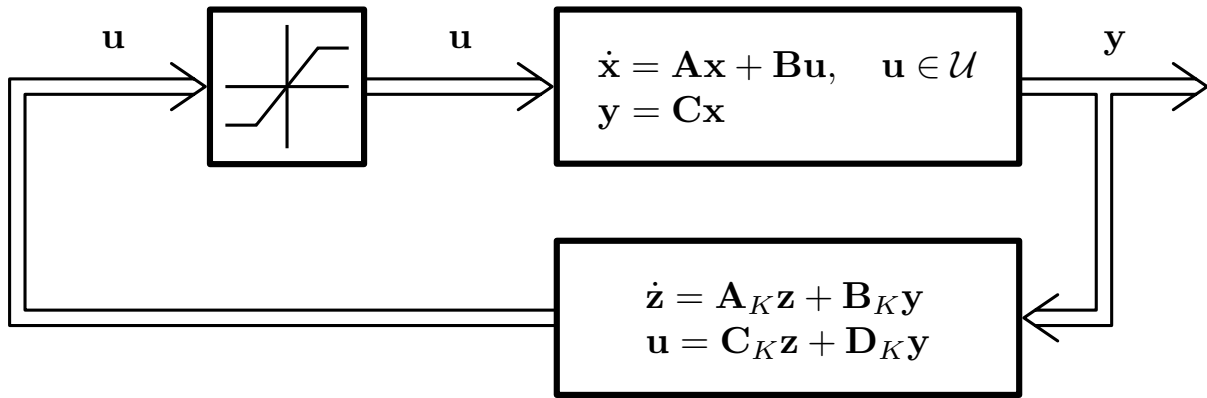 u
u
ẋ = Ax + Bu, u ∈ 𝒰
y = Cx
y
ż = A_K z + B_K y
u = C_K z + D_K y